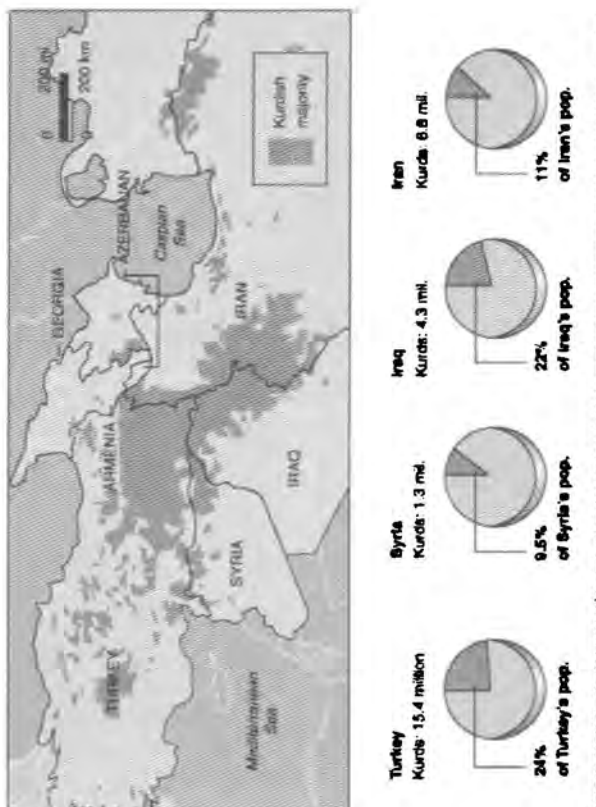 0 200 mi
0 200 km
GEORGIA
AZERBAIJAN
ARMENIA
Caspian
Sea
TURKEY
IRAN
SYRIA
IRAQ
Mediterranean
Sea
Kurdish
majority
Turkey
Kurds: 15.4 million
24%
of Turkey's pop.
Syria
Kurds: 1.3 mil.
9.5%
of Syria's pop.
Iraq
Kurds: 4.3 mil.
22%
of Iraq's pop.
Iran
Kurds: mil.
11%
of Iran's pop.